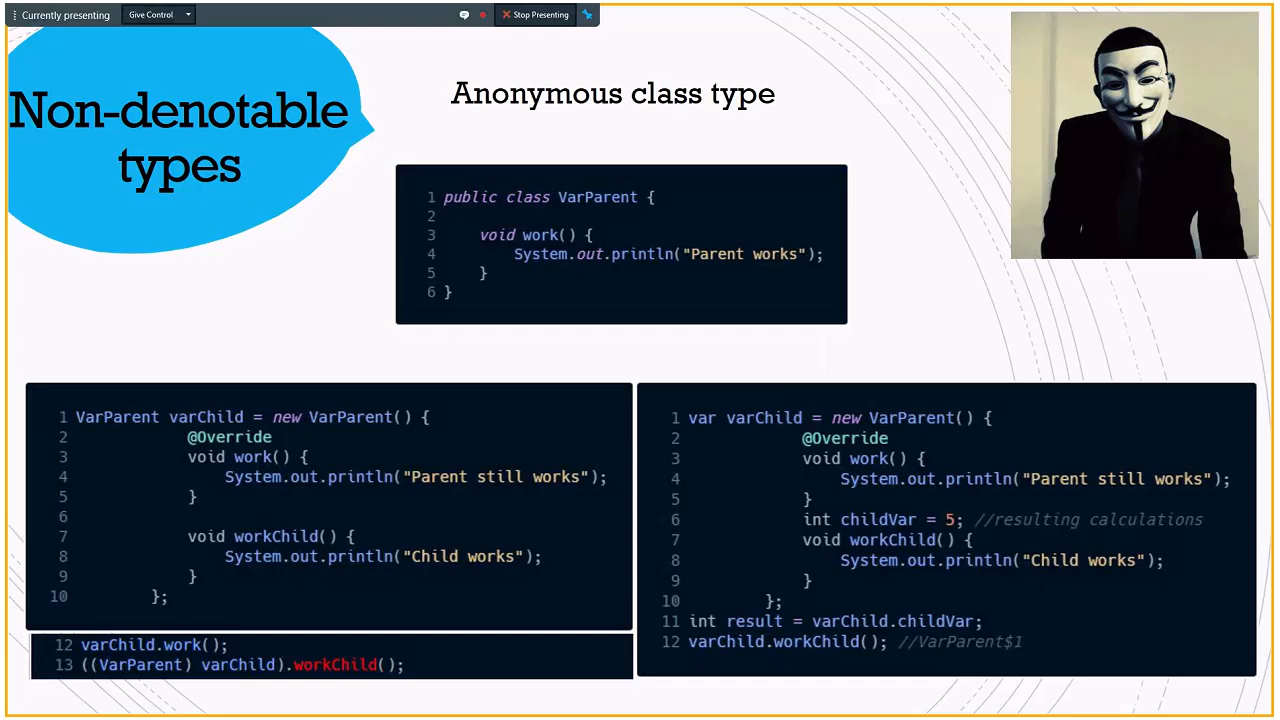 Currently presenting
Give Control
Stop Presenting
Non-denotable
types
Anonymous class type
1 public class VarParent {
2
3 void work() {
4 System.out.println("Parent works");
5 }
6 }
1 VarParent varChild = new VarParent() {
2 @Override
3 void work() {
4 System.out.println("Parent still works");
5 }
6
7 void workChild() {
8 System.out.println("Child works");
9 }
10 };
12 varChild.work();
13 ((VarParent) varChild).workChild();
1 var varChild = new VarParent() {
2 @Override
3 void work() {
4 System.out.println("Parent still works");
5 }
6 int childVar = 5; //resulting calculations
7 void workChild() {
8 System.out.println("Child works");
9 }
10 };
11 int result = varChild.childVar;
12 varChild.workChild(); //VarParent$1